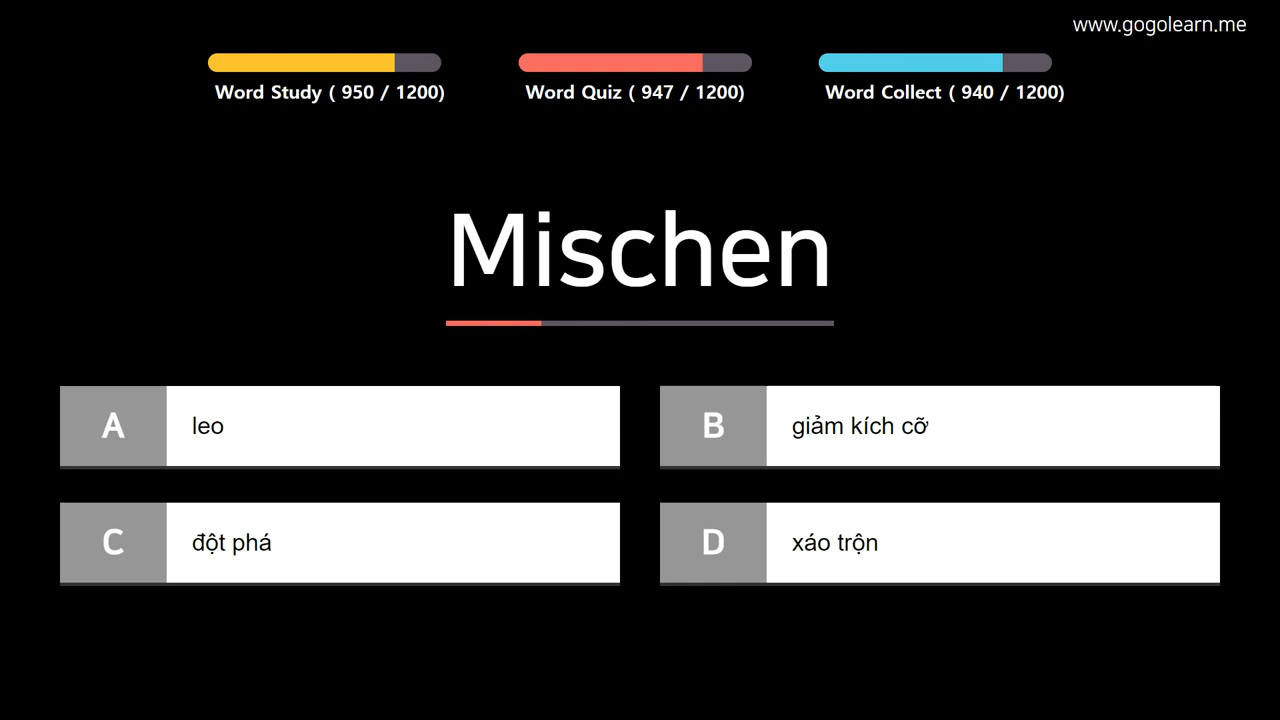 www.gogolearn.me
Word Study ( 950 / 1200)
Word Quiz ( 947 / 1200)
Word Collect ( 940 / 1200)
Mischen
A leo
B giảm kích cỡ
C đột phá
D xáo trộn